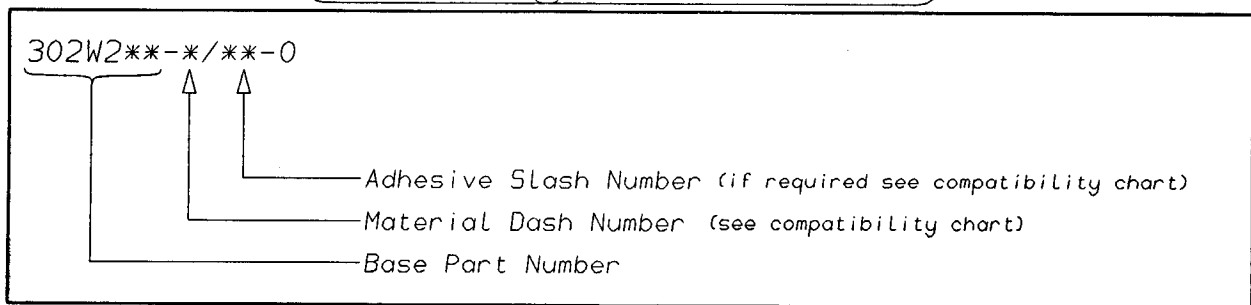 302W2**-*/**-0
Adhesive Slash Number (if required see compatibility chart)
Material Dash Number (see compatibility chart)
Base Part Number